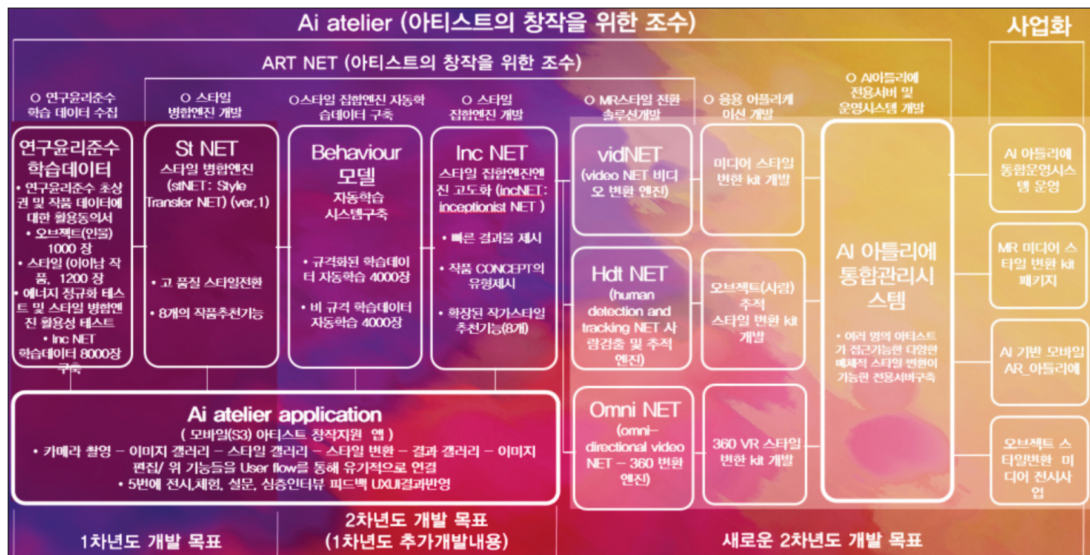 Ai atelier (아티스트의 창작을 위한 조수)
사업화
ART NET (아티스트의 창작을 위한 조수)
O 연구윤리준수
학습 데이터 수집
O 스타일
병합엔진 개발
O스타일 집합엔진 자동학
습데이터 구축
O 스타일
집합엔진 개발
O MR스타일 전환
솔루션개발
O 응용 어플리케
이션 개발
O AI아틀리에
전용서버 및
운영시스템 개발
연구윤리준수
학습데이터
• 연구윤리준수 초상
권 및 작품 데이터에
대한 활용동의서
• 오브젝트(인물)
1000 장
• 스타일 (이이남 작
품, 1200 장
• 에너지 정규화 테스
트 및 스타일 병합엔
진 활용성 테스트
• Inc NET
학습데이터 8000장
구축
St NET
스타일 병합엔진
(stNET: Style
Transfer NET) (ver.1)
• 고 품질 스타일전환
• 8개의 작품추천기능
Behaviour
모델
자동학습
시스템구축
• 규격화된 학습데이
터 자동학습 4000장
• 비 규격 학습데이터
자동학습 4000장
Inc NET
스타일 집합엔진엔
진 고도화 (incNET:
inceptionist NET )
• 빠른 결과물 제시
• 작품 CONCEPT의
유형제시
• 확장된 작가스타일
추천기능(8개)
vidNET
(video NET 비디
오 변환 엔진)
미디어 스타일
변환 kit 개발
Hdt NET
(human
detection and
tracking NET 사
람검출 및 추적
엔진)
오브젝트(사람)
추적
스타일 변환 kit
개발
Omni NET
(omni-
directional video
NET – 360 변환
엔진)
360 VR 스타일
변환 kit 개발
AI 아틀리에
통합관리시
스템
• 여러 명의 아티스트
가 접근가능한 다양한
매체적 스타일 변환이
가능한 전용서버구축
AI 아틀리에
통합운영시스
템 운영
MR 미디어 스
타일 변환 kit
패키지
AI 기반 모바일
AR_아틀리에
오브젝트 스
타일변환 미
디어 전시사
업
Ai atelier application
( 모바일(S3) 아티스트 창작지원 앱 )
• 카메라 촬영 – 이미지 갤러리 – 스타일 갤러리 – 스타일 변환 – 결과 갤러리 – 이미지
편집/ 위 기능들을 User flow를 통해 유기적으로 연결
• 5번에 전시,체험, 설문, 심층인터뷰 피드백 UXUI결과반영
1차년도 개발 목표
2차년도 개발 목표
(1차년도 추가개발내용)
새로운 2차년도 개발 목표